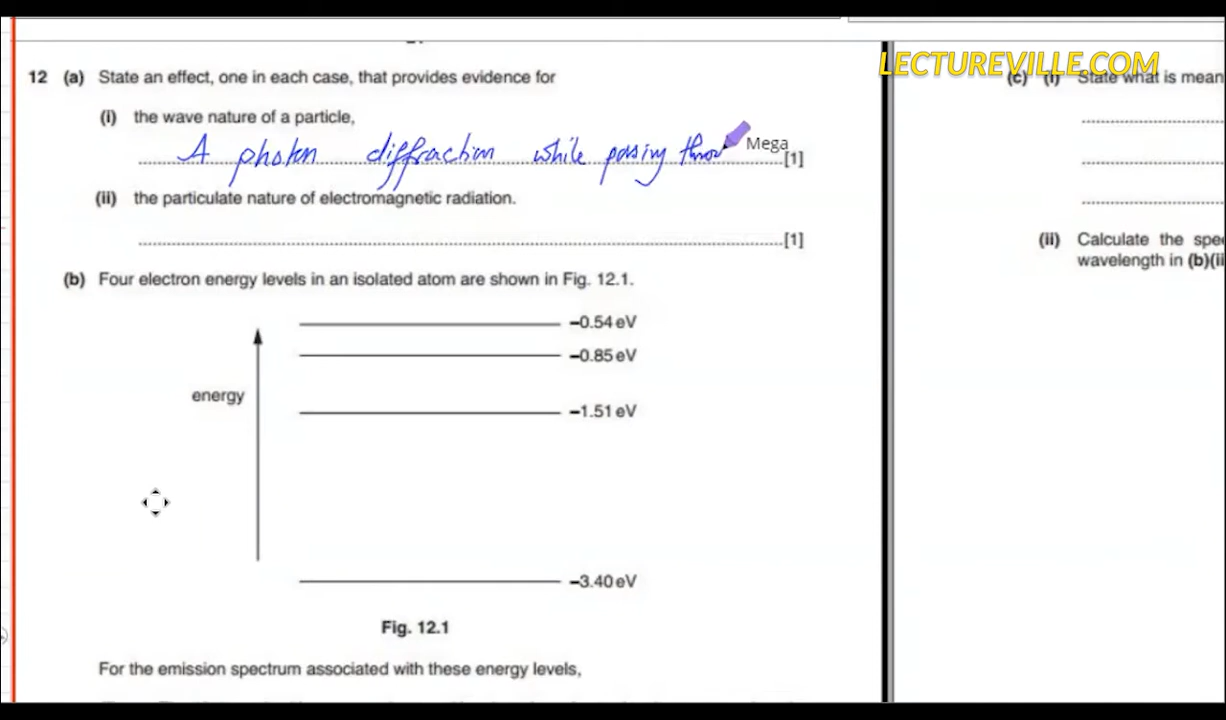 LECTUREVILLE.COM
12 (a) State an effect, one in each case, that provides evidence for
(i) the wave nature of a particle,
A photon diffraction while passing throu
Mega
[1]
(ii) the particulate nature of electromagnetic radiation.
[1]
(b) Four electron energy levels in an isolated atom are shown in Fig. 12.1.
–0.54 eV
–0.85 eV
energy
–1.51 eV
–3.40 eV
Fig. 12.1
For the emission spectrum associated with these energy levels,
(c) (i) State what is mean
(ii) Calculate the spe
wavelength in (b)(ii